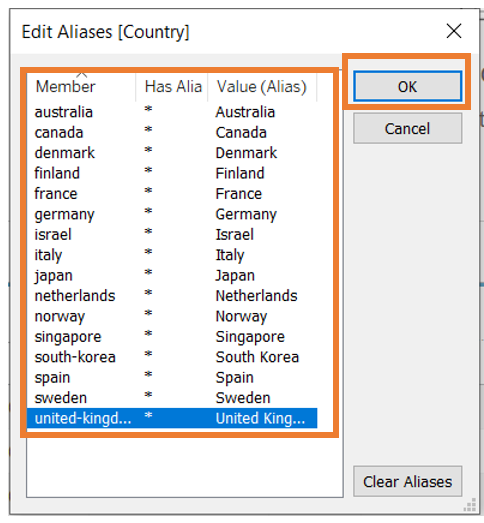 Edit Aliases [Country]
Member Has Alia Value (Alias)
australia * Australia
canada * Canada
denmark * Denmark
finland * Finland
france * France
germany * Germany
israel * Israel
italy * Italy
japan * Japan
netherlands * Netherlands
norway * Norway
singapore * Singapore
south-korea * South Korea
spain * Spain
sweden * Sweden
united-kingd... * United King...
OK
Cancel
Clear Aliases